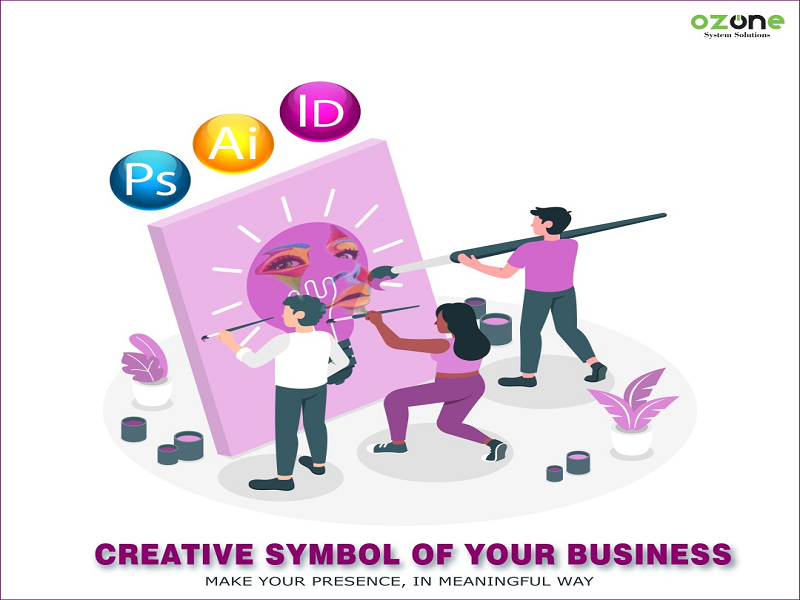 ozone
System Solutions
ID
Ai
Ps
CREATIVE SYMBOL OF YOUR BUSINESS
MAKE YOUR PRESENCE, IN MEANINGFUL WAY